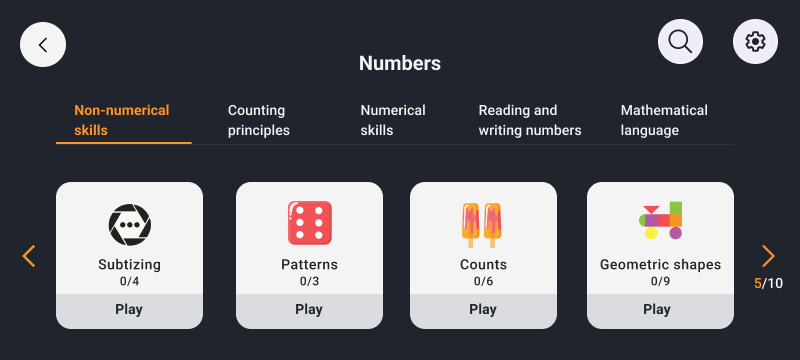 Numbers
Non-numerical
skills
Counting
principles
Numerical
skills
Reading and
writing numbers
Mathematical
language
Subtizing
0/4
Play
Patterns
0/3
Play
Counts
0/6
Play
Geometric shapes
0/9
Play
5/10